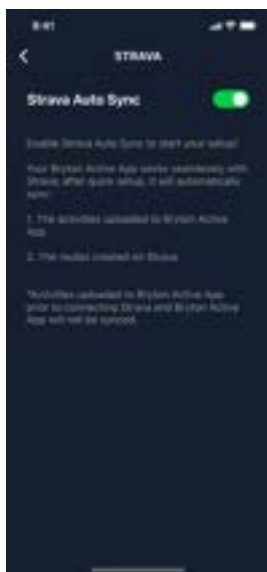 9:41
STRAVA
Strava Auto Sync
Enable Strava Auto Sync to start your setup!
Your Bryton Active App works seamlessly with
Strava, after quick setup, it will automatically
sync:
1. The activities uploaded to Bryton Active
App
2. The routes created on Strava
*Activities uploaded to Bryton Active App
prior to connecting Strava and Bryton Active
App will not be synced.